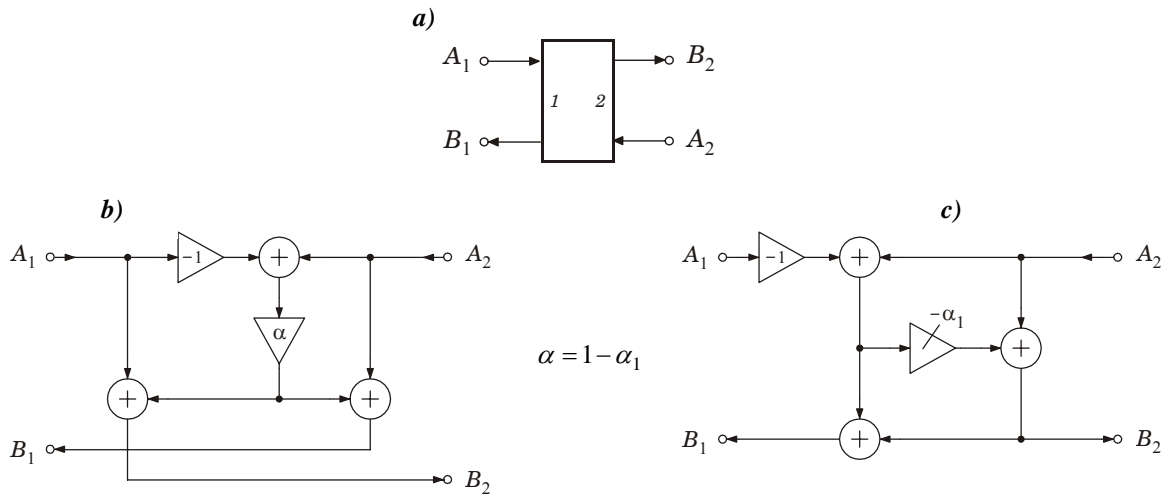 a)
A₁ B₂
1 2
B₁ A₂
b) c)
A₁ −1 + A₂ A₁ −1 + A₂
α α = 1 − α₁ −α₁ +
+ + B₁ + B₂
B₁
B₂